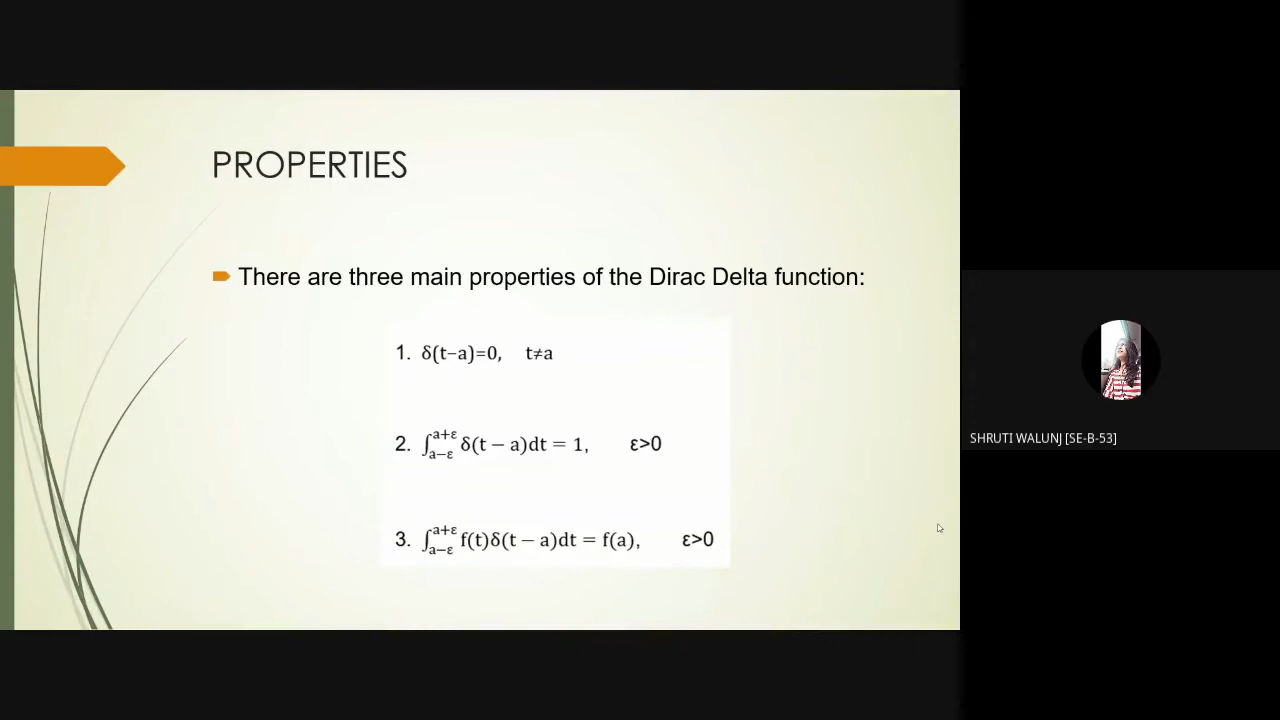 PROPERTIES
There are three main properties of the Dirac Delta function:
1. δ(t−a)=0, t≠a
2. ∫_{a−ε}^{a+ε} δ(t − a)dt = 1, ε>0
3. ∫_{a−ε}^{a+ε} f(t)δ(t − a)dt = f(a), ε>0
SHRUTI WALUNJ [SE-B-53]